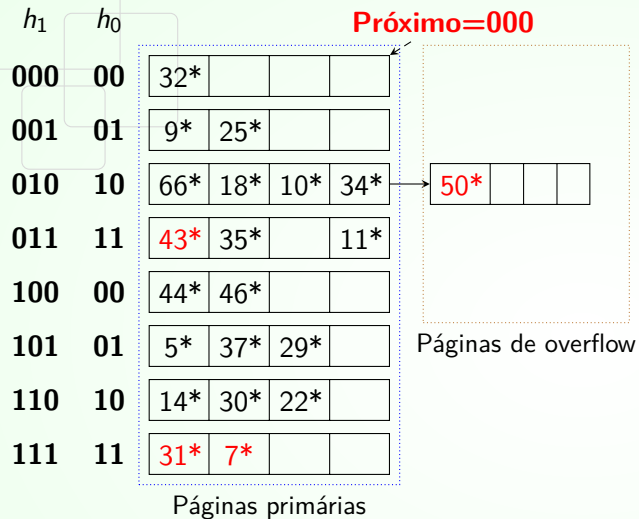 h1 h0 Próximo=000
000 00 32*
001 01 9* 25*
010 10 66* 18* 10* 34* 50*
011 11 43* 35* 11*
100 00 44* 46*
101 01 5* 37* 29*
Páginas de overflow
110 10 14* 30* 22*
111 11 31* 7*
Páginas primárias